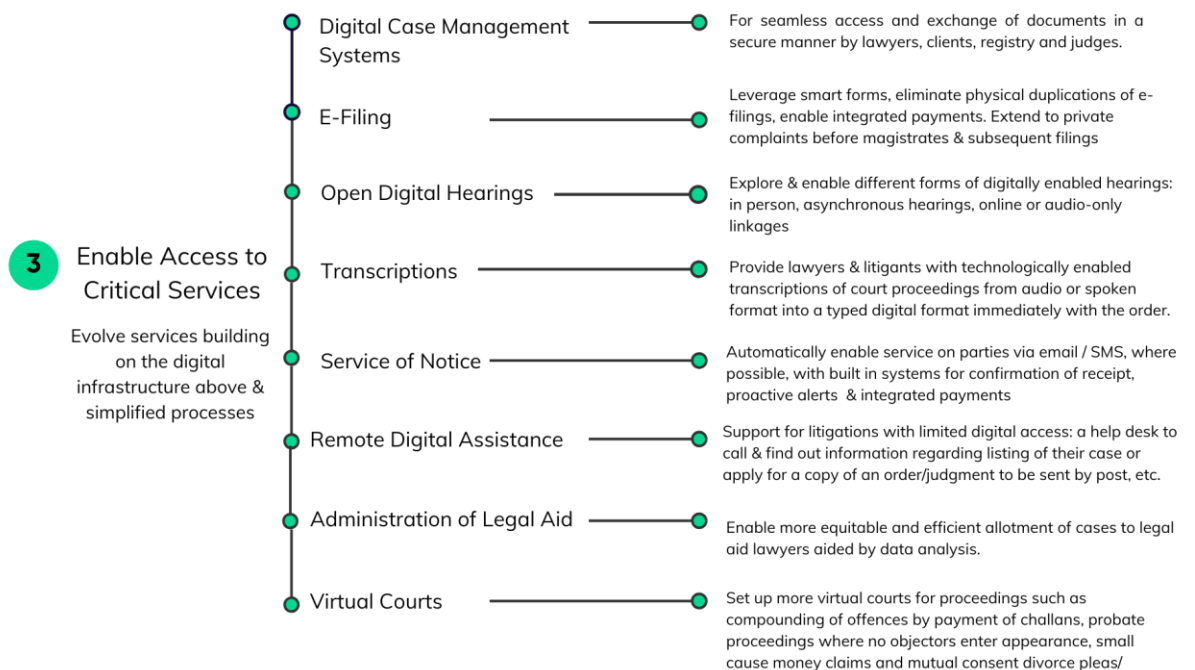 3
Enable Access to
Critical Services
Evolve services building
on the digital
infrastructure above &
simplified processes
Digital Case Management
Systems
For seamless access and exchange of documents in a
secure manner by lawyers, clients, registry and judges.
E-Filing
Leverage smart forms, eliminate physical duplications of e-
filings, enable integrated payments. Extend to private
complaints before magistrates & subsequent filings
Open Digital Hearings
Explore & enable different forms of digitally enabled hearings:
in person, asynchronous hearings, online or audio-only
linkages
Transcriptions
Provide lawyers & litigants with technologically enabled
transcriptions of court proceedings from audio or spoken
format into a typed digital format immediately with the order.
Service of Notice
Automatically enable service on parties via email / SMS, where
possible, with built in systems for confirmation of receipt,
proactive alerts & integrated payments
Remote Digital Assistance
Support for litigations with limited digital access: a help desk to
call & find out information regarding listing of their case or
apply for a copy of an order/judgment to be sent by post, etc.
Administration of Legal Aid
Enable more equitable and efficient allotment of cases to legal
aid lawyers aided by data analysis.
Virtual Courts
Set up more virtual courts for proceedings such as
compounding of offences by payment of challans, probate
proceedings where no objectors enter appearance, small
cause money claims and mutual consent divorce pleas/